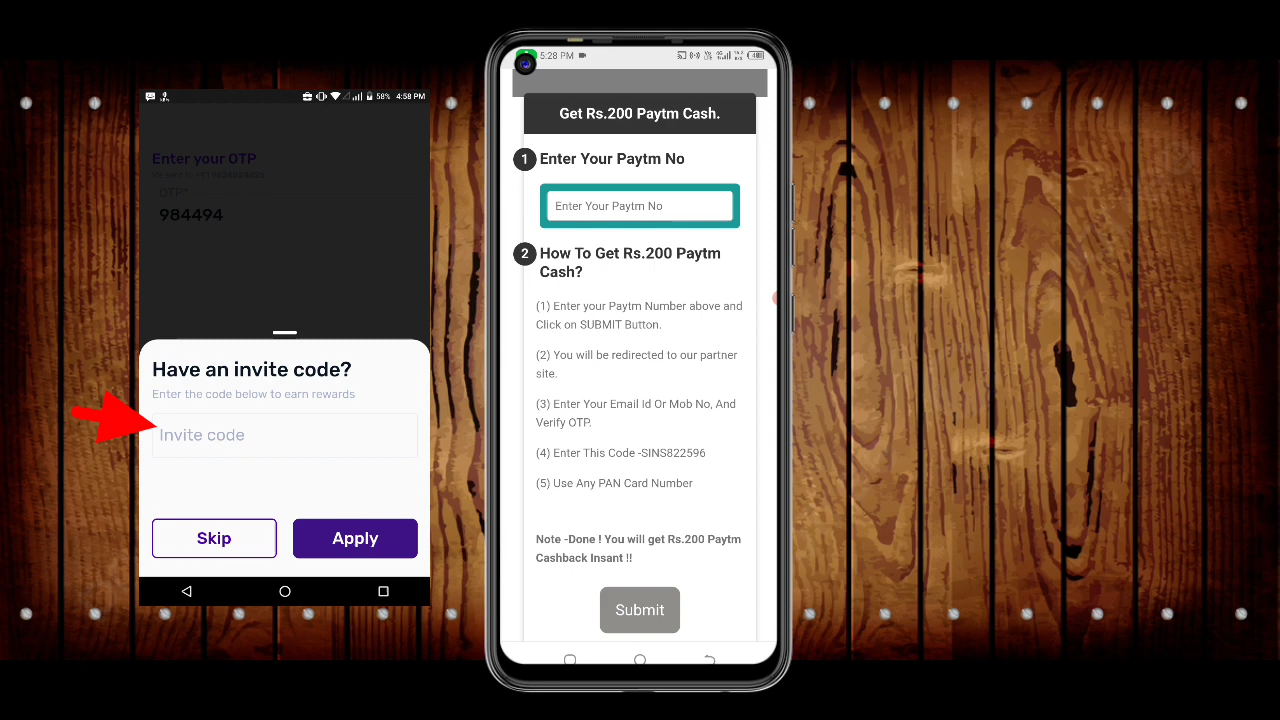 58% 4:58 PM
Enter your OTP
OTP*
984494
Have an invite code?
Enter the code below to earn rewards
Invite code
Skip
Apply
5:28 PM
Get Rs.200 Paytm Cash.
1 Enter Your Paytm No
Enter Your Paytm No
2 How To Get Rs.200 Paytm
Cash?
(1) Enter your Paytm Number above and
Click on SUBMIT Button.
(2) You will be redirected to our partner
site.
(3) Enter Your Email Id Or Mob No, And
Verify OTP.
(4) Enter This Code -SINS822596
(5) Use Any PAN Card Number
Note -Done ! You will get Rs.200 Paytm
Cashback Insant !!
Submit